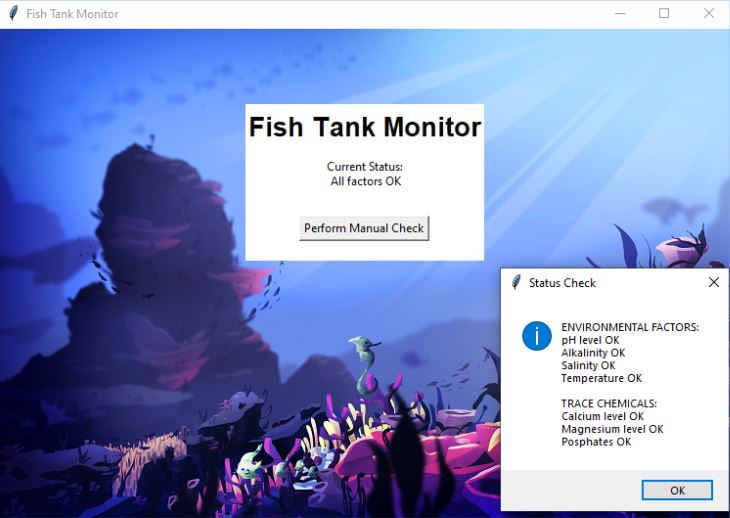 Fish Tank Monitor
Fish Tank Monitor
Current Status:
All factors OK
Perform Manual Check
Status Check
ENVIRONMENTAL FACTORS:
pH level OK
Alkalinity OK
Salinity OK
Temperature OK
TRACE CHEMICALS:
Calcium level OK
Magnesium level OK
Posphates OK
OK